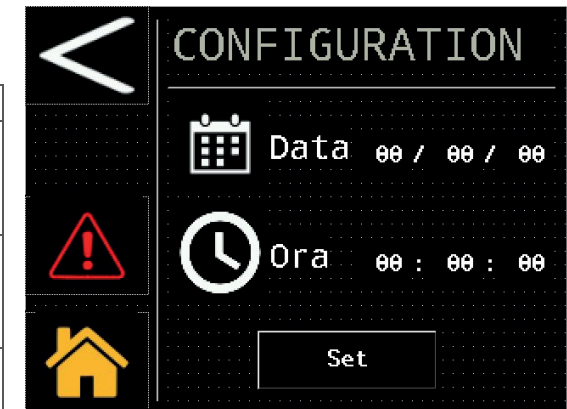 CONFIGURATION
Data 00 / 00 / 00
Ora 00 : 00 : 00
Set